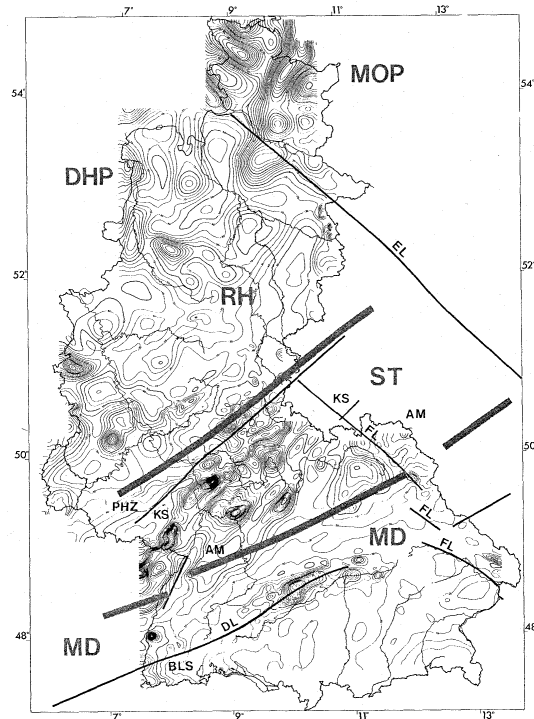 7° 9° 11° 13°
MOP
54° 54°
DHP
EL
52° 52°
RH
ST
KS
AM
FL
50° 50
PHZ
KS
FL
AM
MD
FL
48° 48°
DL
MD
BLS
7° 9° 11° 13°